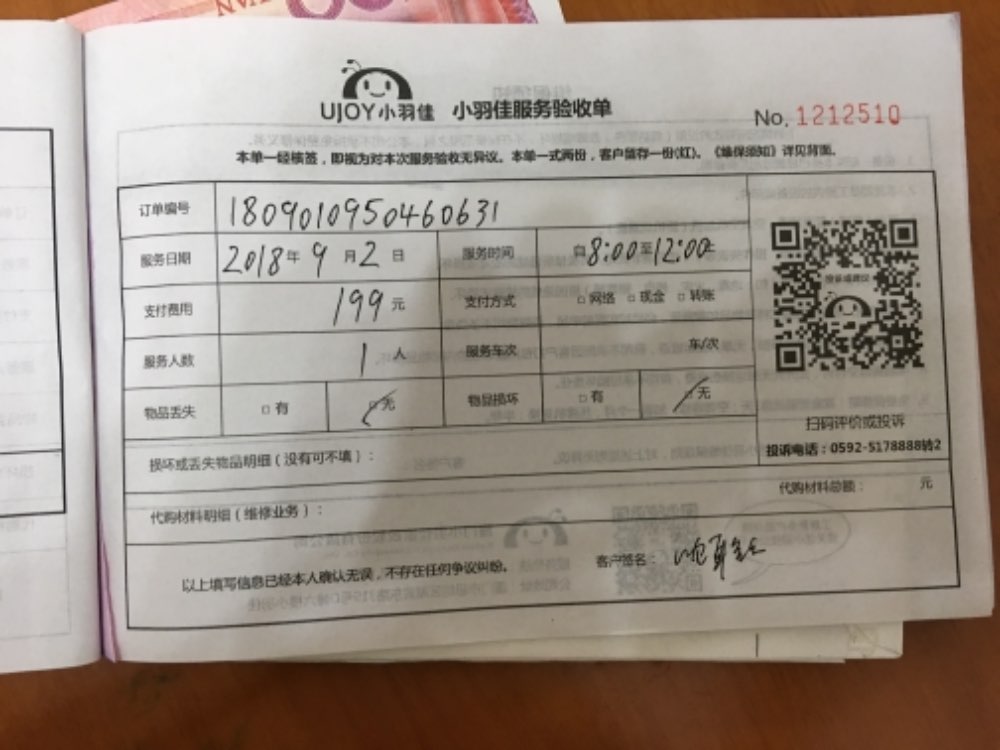 UJOY小羽佳 小羽佳服务验收单
No. 1212510
本单一经核签，即视为对本次服务验收无异议。本单一式两份，客户留存一份(红)。《维保须知》详见背面。
订单编号 1809010950460631
服务日期 2018年9月2日 服务时间 自8:00至12:00止
支付费用 199元 支付方式 □网络 □现金 □转账
服务人数 1人 服务车次 车/次
物品丢失 □有 □无 物品损坏 □有 □无
扫码评价或投诉
投诉电话：0592-5178888转2
损坏或丢失物品明细（没有可不填）：
代购材料明细（维修业务）： 代购材料总额： 元
以上填写信息已经本人确认无误，不存在任何争议纠纷。 客户签名：